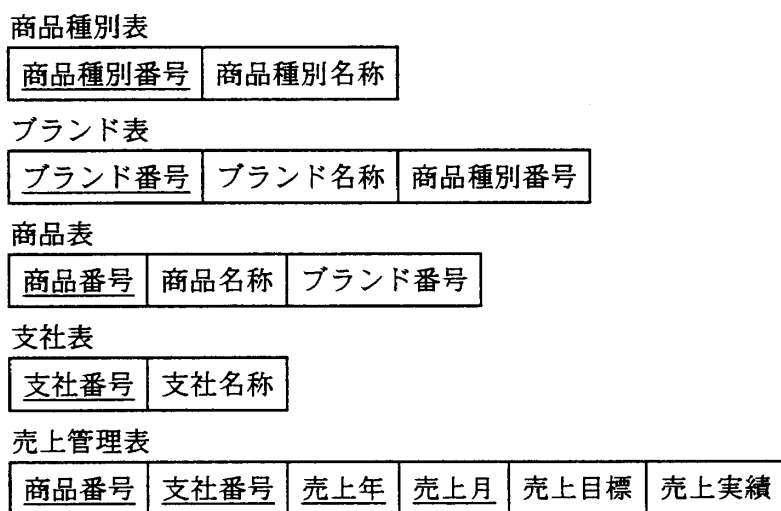 商品種別表
商品種別番号 商品種別名称
ブランド表
ブランド番号 ブランド名称 商品種別番号
商品表
商品番号 商品名称 ブランド番号
支社表
支社番号 支社名称
売上管理表
商品番号 支社番号 売上年 売上月 売上目標 売上実績